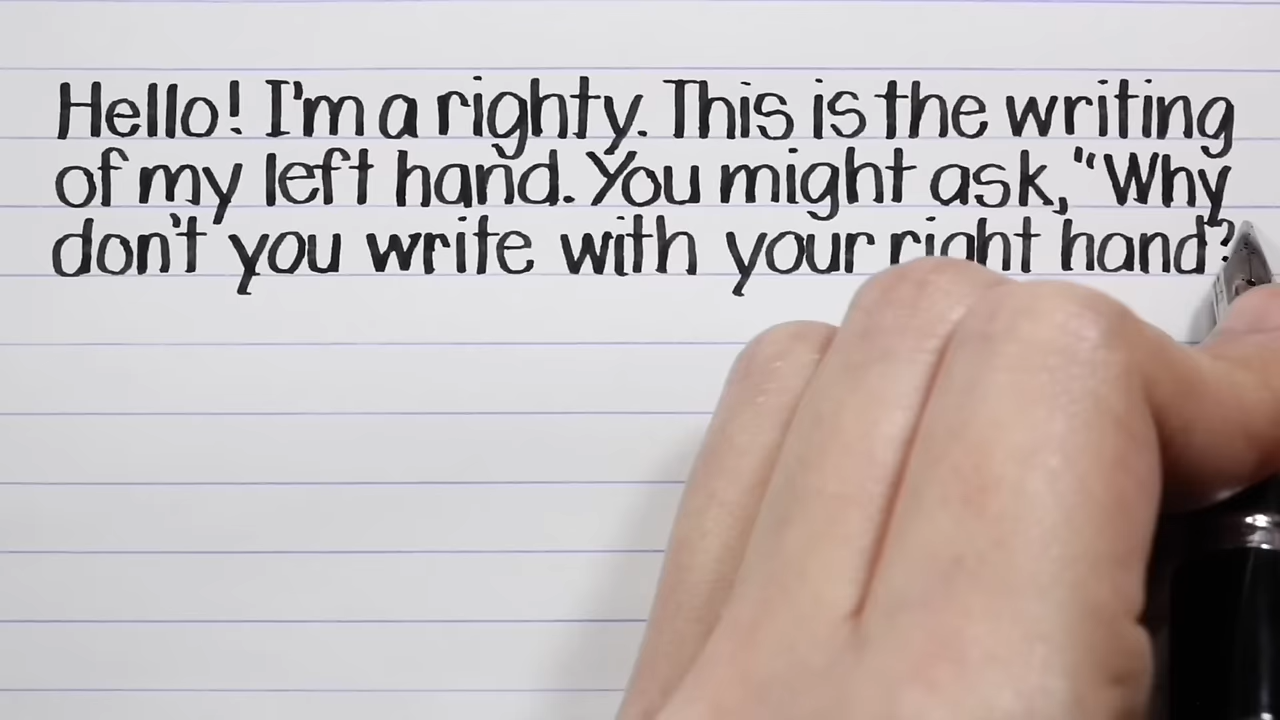 Hello! I'm a righty. This is the writing
of my left hand. You might ask, "Why
don't you write with your right hand?